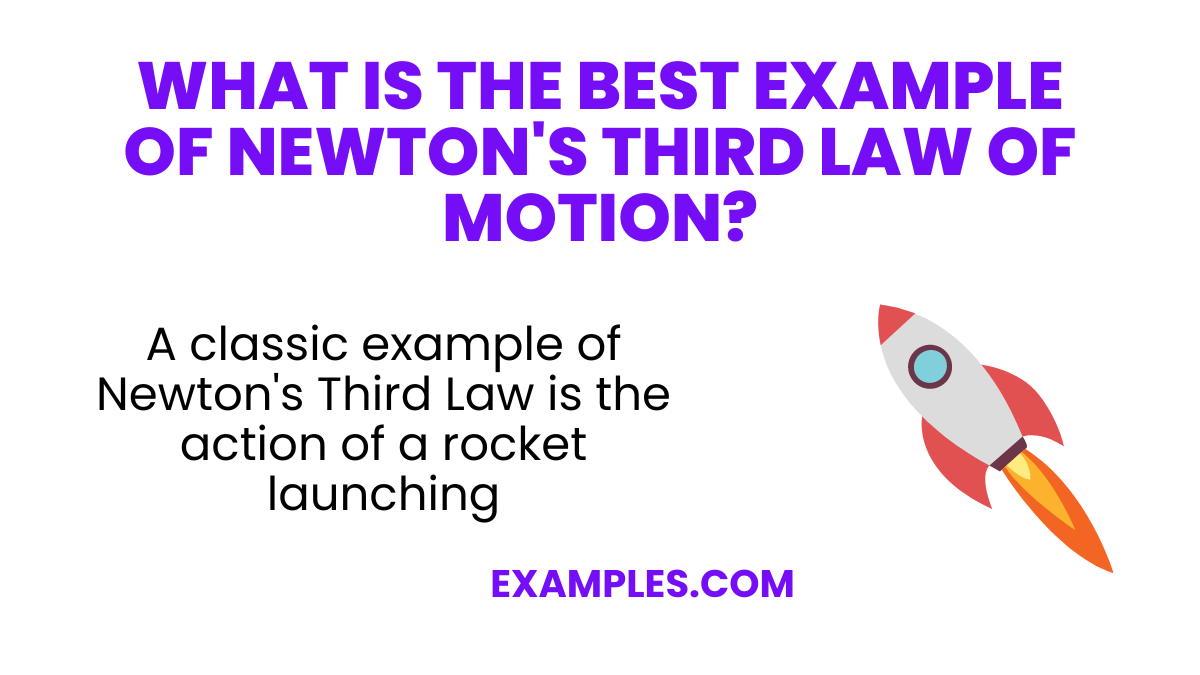 WHAT IS THE BEST EXAMPLE
OF NEWTON'S THIRD LAW OF
MOTION?
A classic example of
Newton's Third Law is the
action of a rocket
launching
EXAMPLES.COM